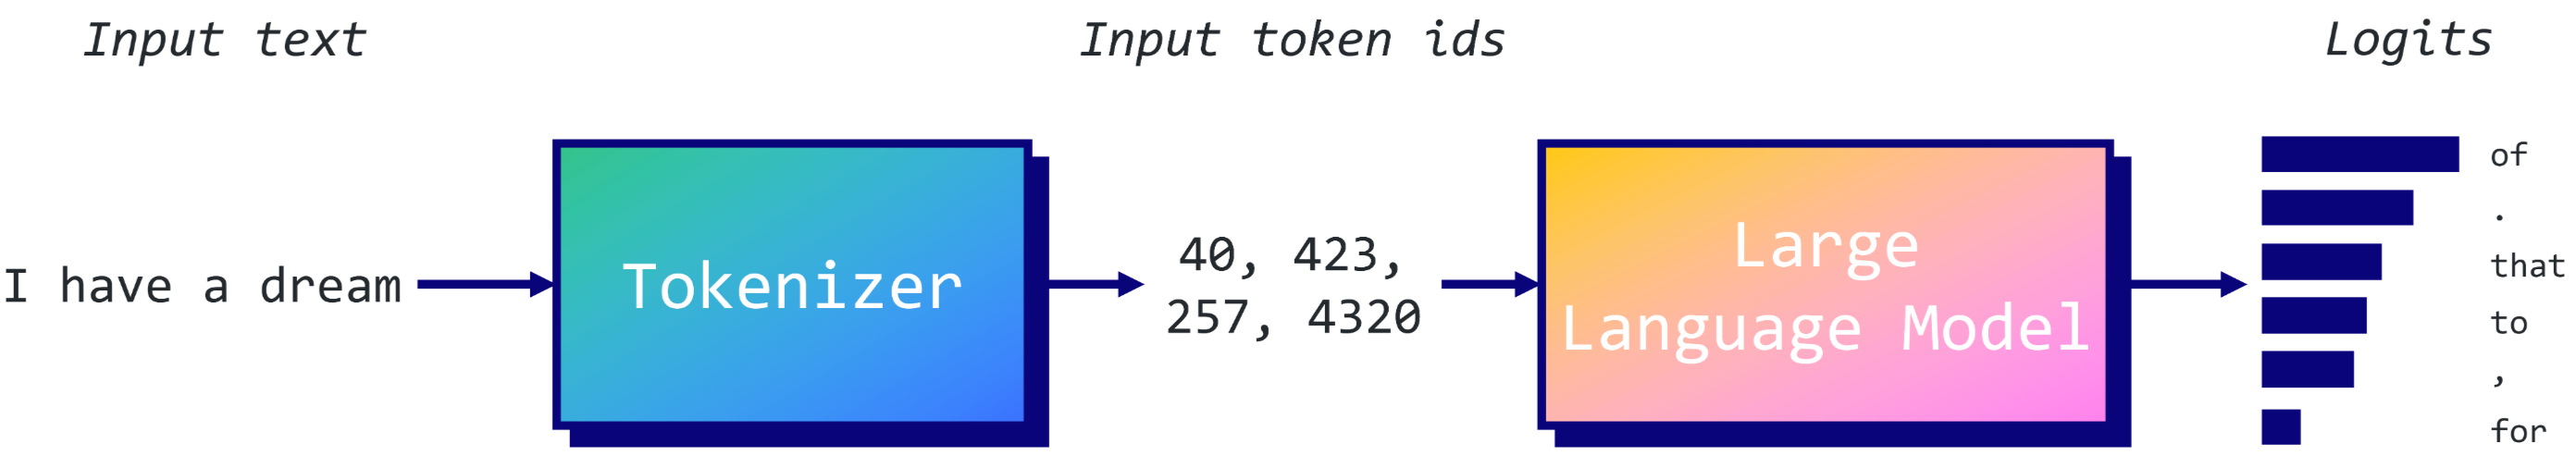 Input text
Input token ids
Logits
I have a dream
Tokenizer
40, 423,
257, 4320
Large
Language Model
of
.
that
to
,
for